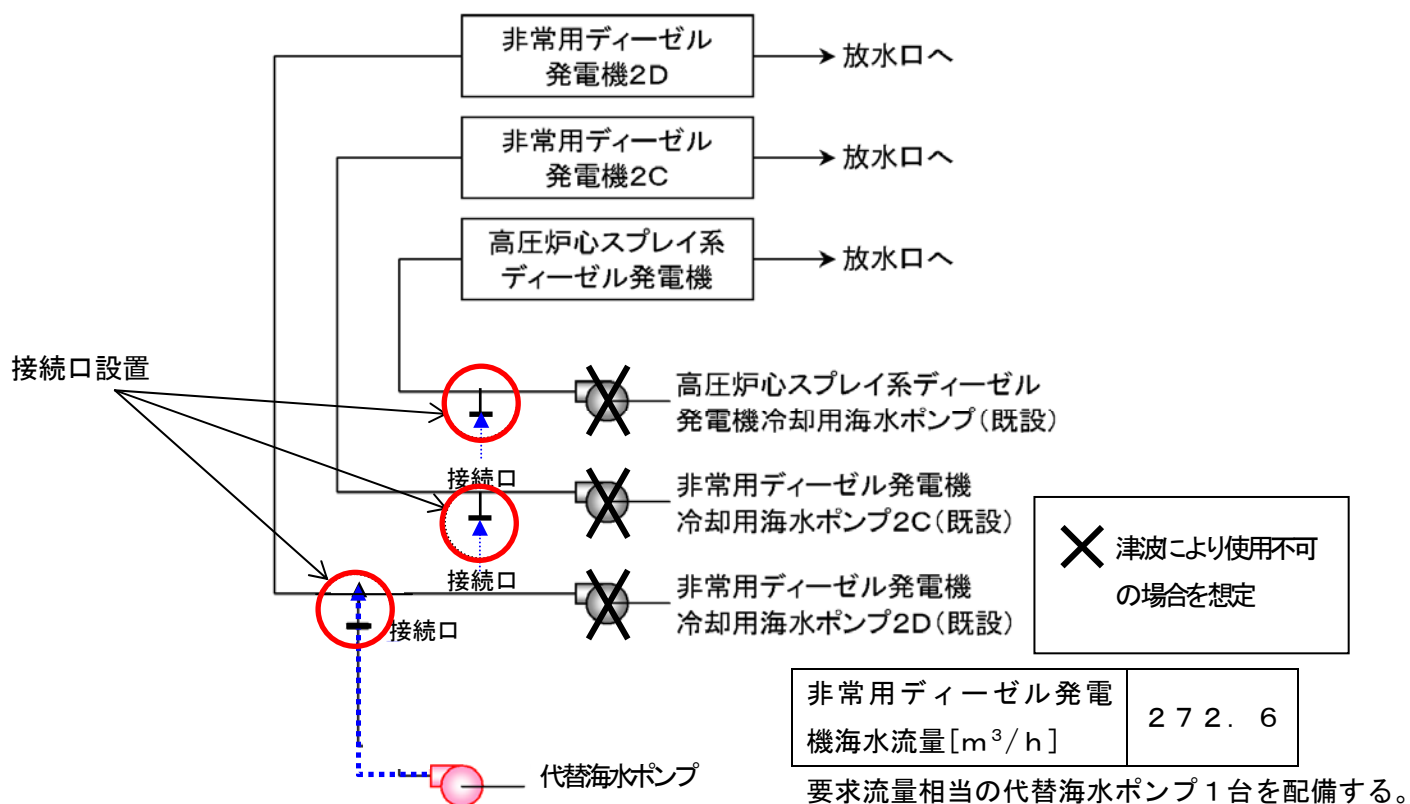 非常用ディーゼル
発電機2D
放水口へ
非常用ディーゼル
発電機2C
放水口へ
高圧炉心スプレイ系
ディーゼル発電機
放水口へ
接続口設置
高圧炉心スプレイ系ディーゼル
発電機冷却用海水ポンプ(既設)
接続口
非常用ディーゼル発電機
冷却用海水ポンプ2C(既設)
接続口
非常用ディーゼル発電機
冷却用海水ポンプ2D(既設)
接続口
津波により使用不可
の場合を想定
非常用ディーゼル発電
機海水流量[m³/h]
272.6
代替海水ポンプ
要求流量相当の代替海水ポンプ1台を配備する。